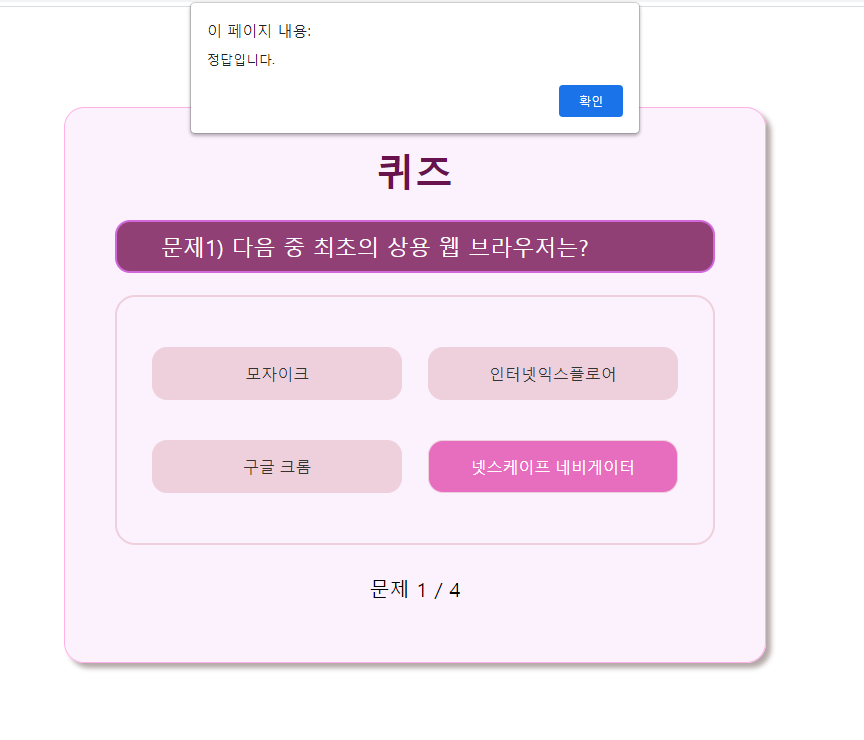 이 페이지 내용:
정답입니다.
확인
퀴즈
문제1) 다음 중 최초의 상용 웹 브라우저는?
모자이크
인터넷익스플로어
구글 크롬
넷스케이프 네비게이터
문제 1 / 4